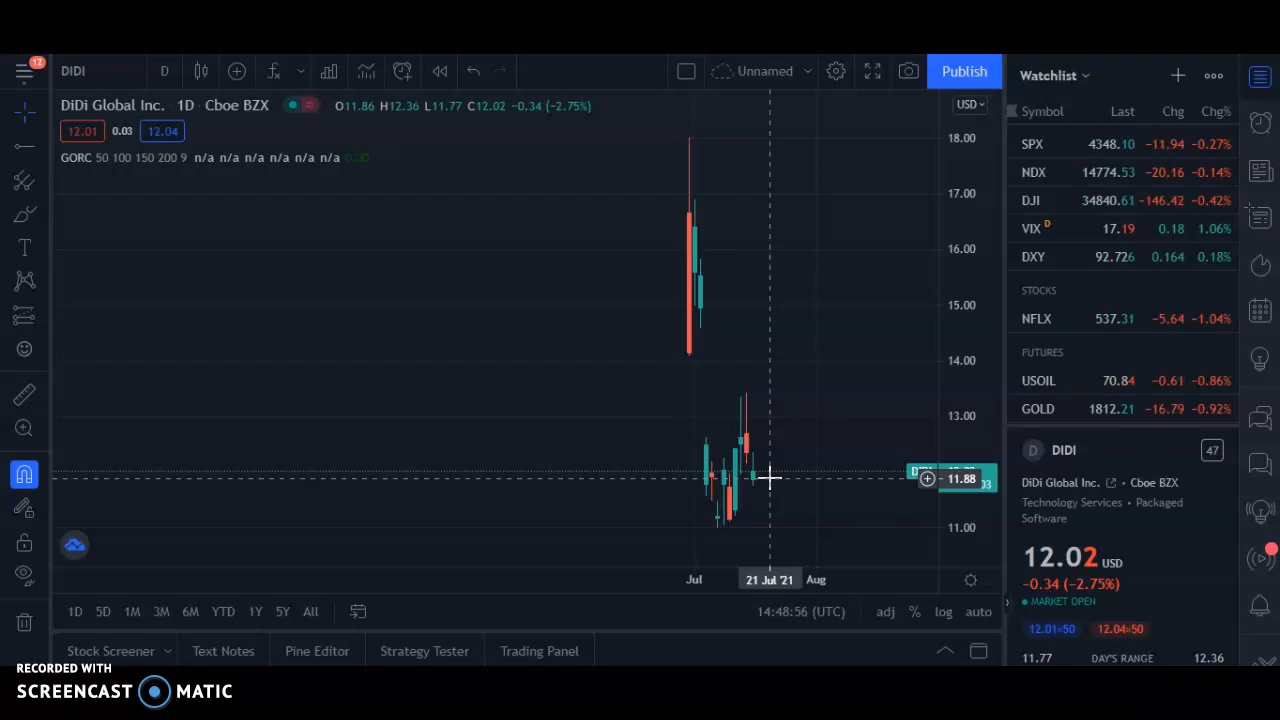 12
DIDI D Unnamed Publish
DiDi Global Inc. · 1D · Cboe BZX O11.86 H12.36 L11.77 C12.02 −0.34 (−2.75%)
12.01 0.03 12.04
GORC 50 100 150 200 9 n/a n/a n/a n/a n/a n/a 0.00
USD
18.00
17.00
16.00
15.00
14.00
13.00
11.88
11.00
Jul 21 Jul '21 Aug
1D 5D 1M 3M 6M YTD 1Y 5Y All 14:48:56 (UTC) adj % log auto
Stock Screener Text Notes Pine Editor Strategy Tester Trading Panel
Watchlist
Symbol Last Chg Chg%
SPX 4348.10 −11.94 −0.27%
NDX 14774.53 −20.16 −0.14%
DJI 34840.61 −146.42 −0.42%
VIX D 17.19 0.18 1.06%
DXY 92.726 0.164 0.18%
STOCKS
NFLX 537.31 −5.64 −1.04%
FUTURES
USOIL 70.84 −0.61 −0.86%
GOLD 1812.21 −16.79 −0.92%
D DIDI 47
DiDi Global Inc. • Cboe BZX
Technology Services • Packaged
Software
12.02 USD
−0.34 (−2.75%)
MARKET OPEN
12.01×50 12.04×50
11.77 DAY'S RANGE 12.36
RECORDED WITH
SCREENCAST MATIC